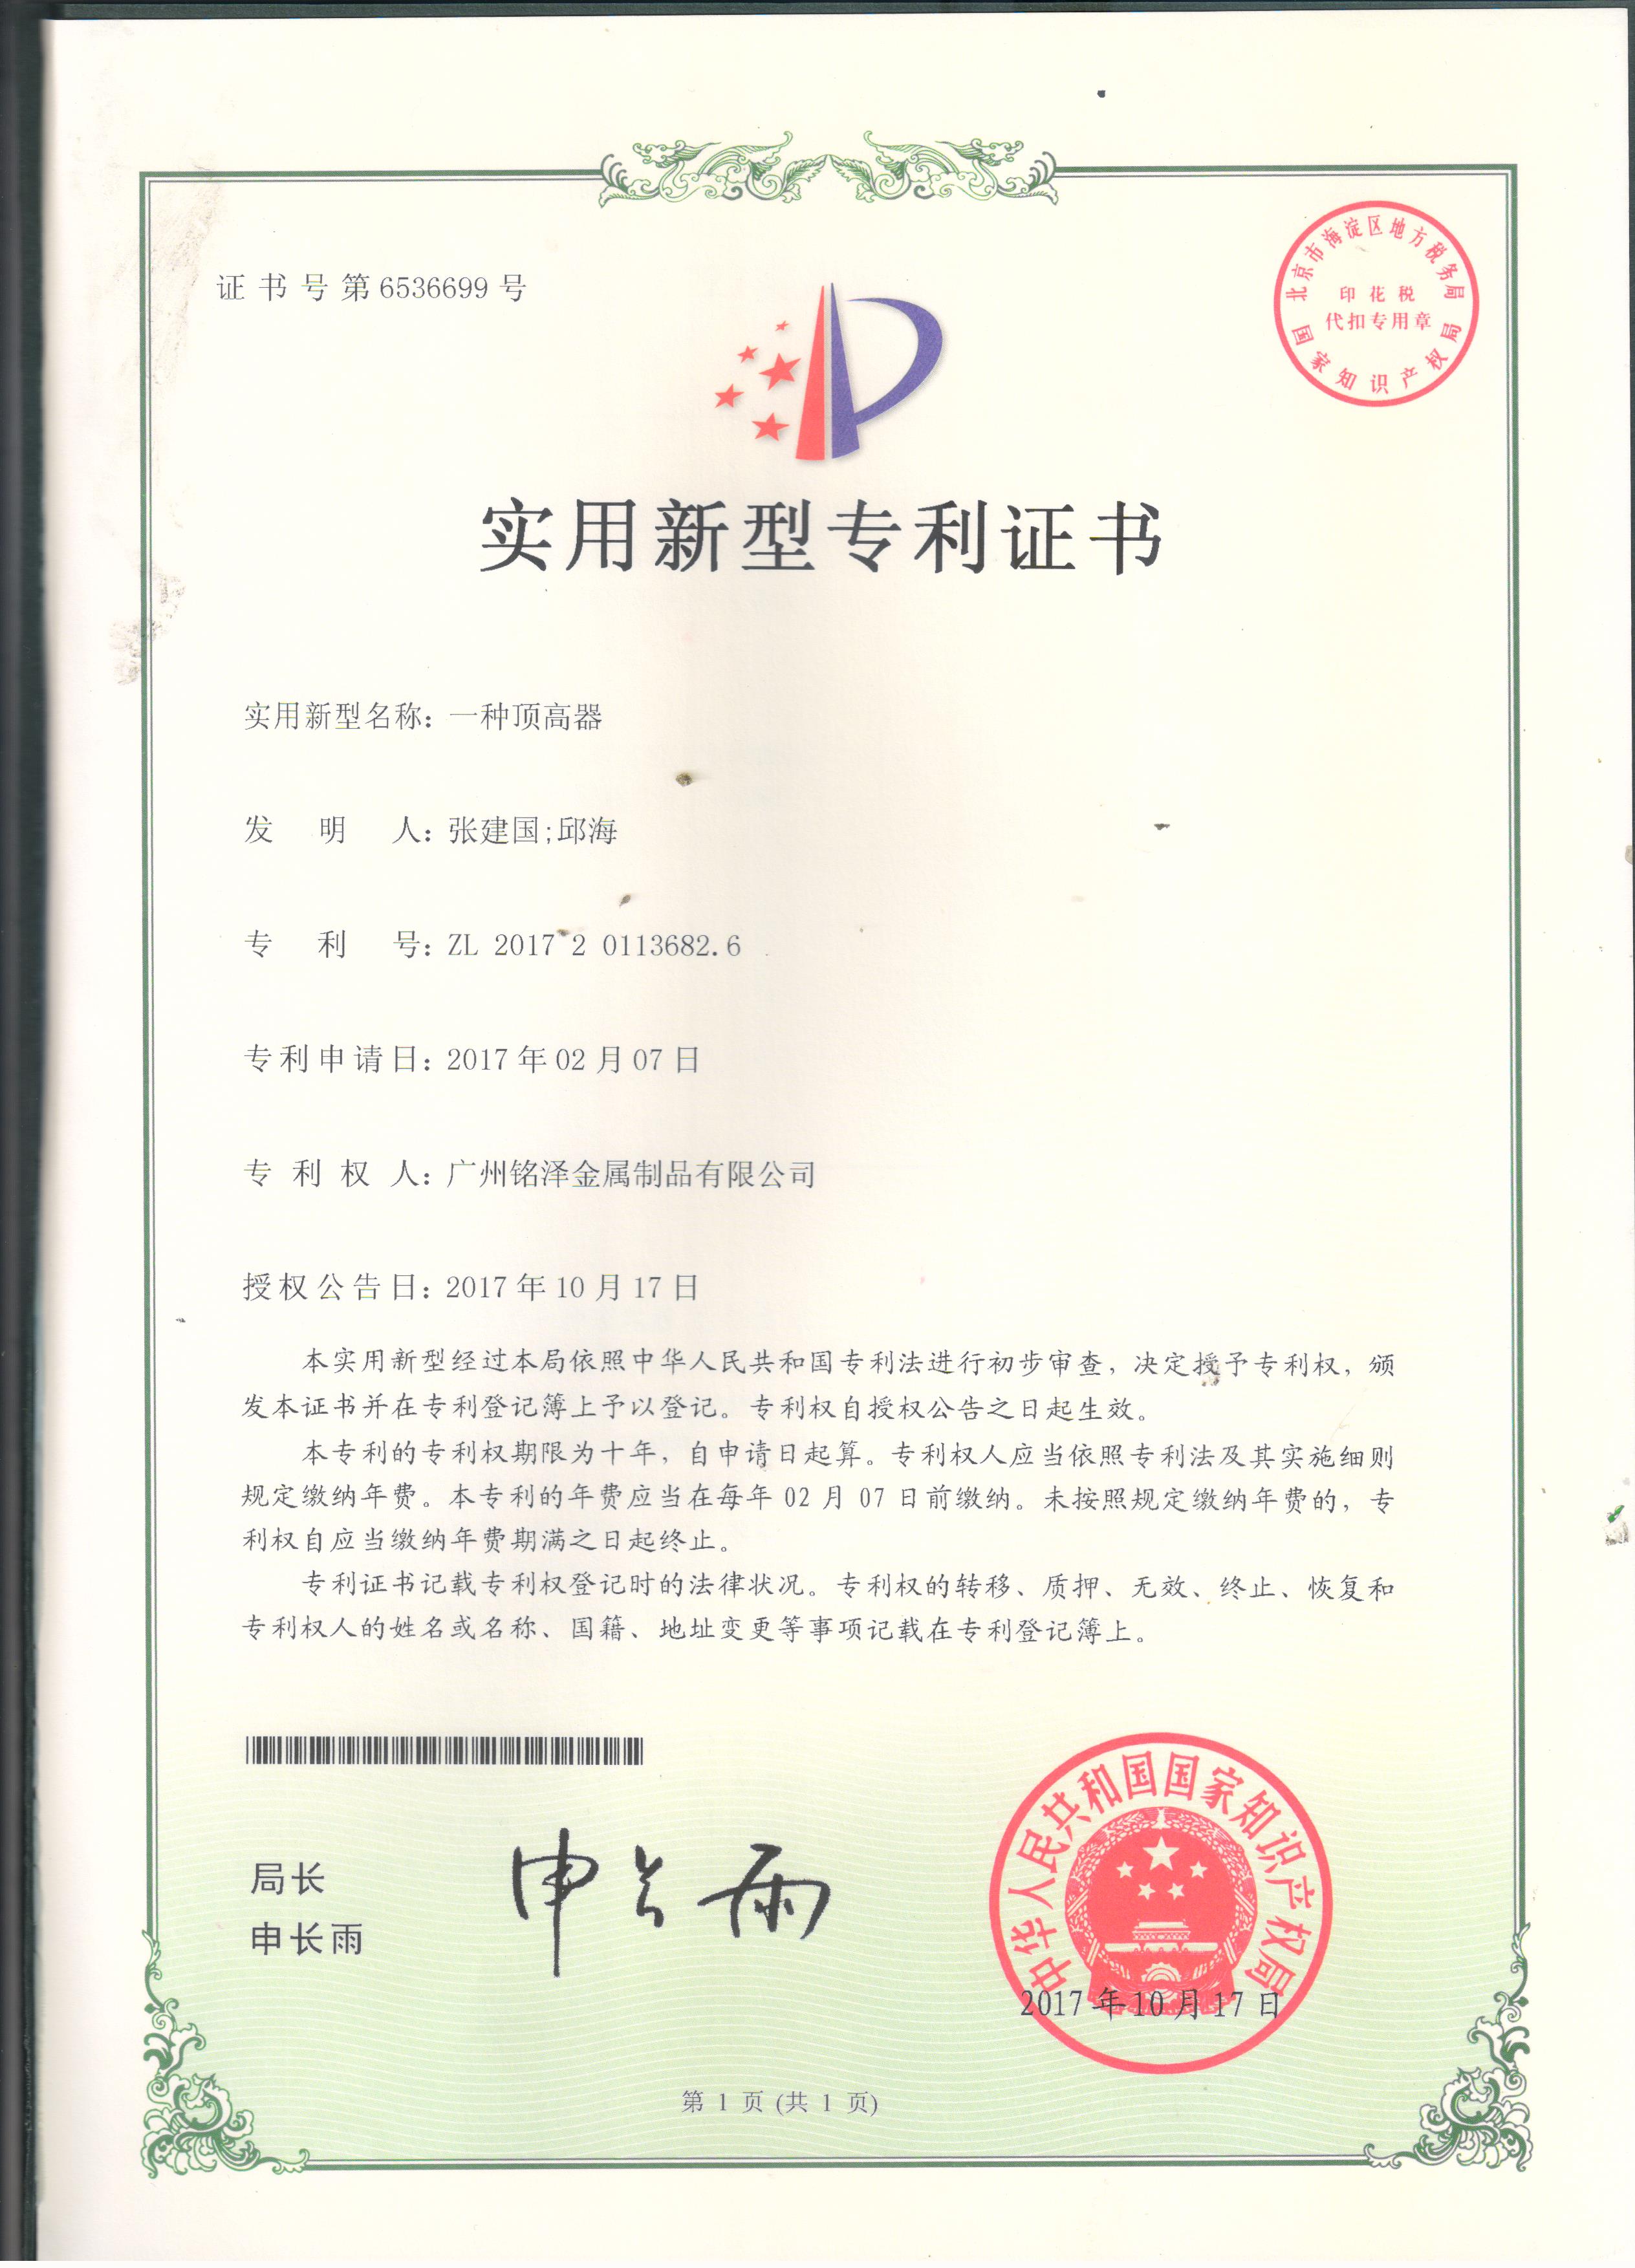 证书号第6536699号
北京市海淀区地方税务局
印花税
代扣专用章
国家知识产权局
实用新型专利证书
实用新型名称：一种顶高器
发明人：张建国;邱海
专利号：ZL 2017 2 0113682.6
专利申请日：2017年02月07日
专利权人：广州铭泽金属制品有限公司
授权公告日：2017年10月17日
本实用新型经过本局依照中华人民共和国专利法进行初步审查，决定授予专利权，颁
发本证书并在专利登记簿上予以登记。专利权自授权公告之日起生效。
本专利的专利权期限为十年，自申请日起算。专利权人应当依照专利法及其实施细则
规定缴纳年费。本专利的年费应当在每年02月07日前缴纳。未按照规定缴纳年费的，专
利权自应当缴纳年费期满之日起终止。
专利证书记载专利权登记时的法律状况。专利权的转移、质押、无效、终止、恢复和
专利权人的姓名或名称、国籍、地址变更等事项记载在专利登记簿上。
局长
申长雨
申长雨
中华人民共和国国家知识产权局
2017年10月17日
第1页(共1页)